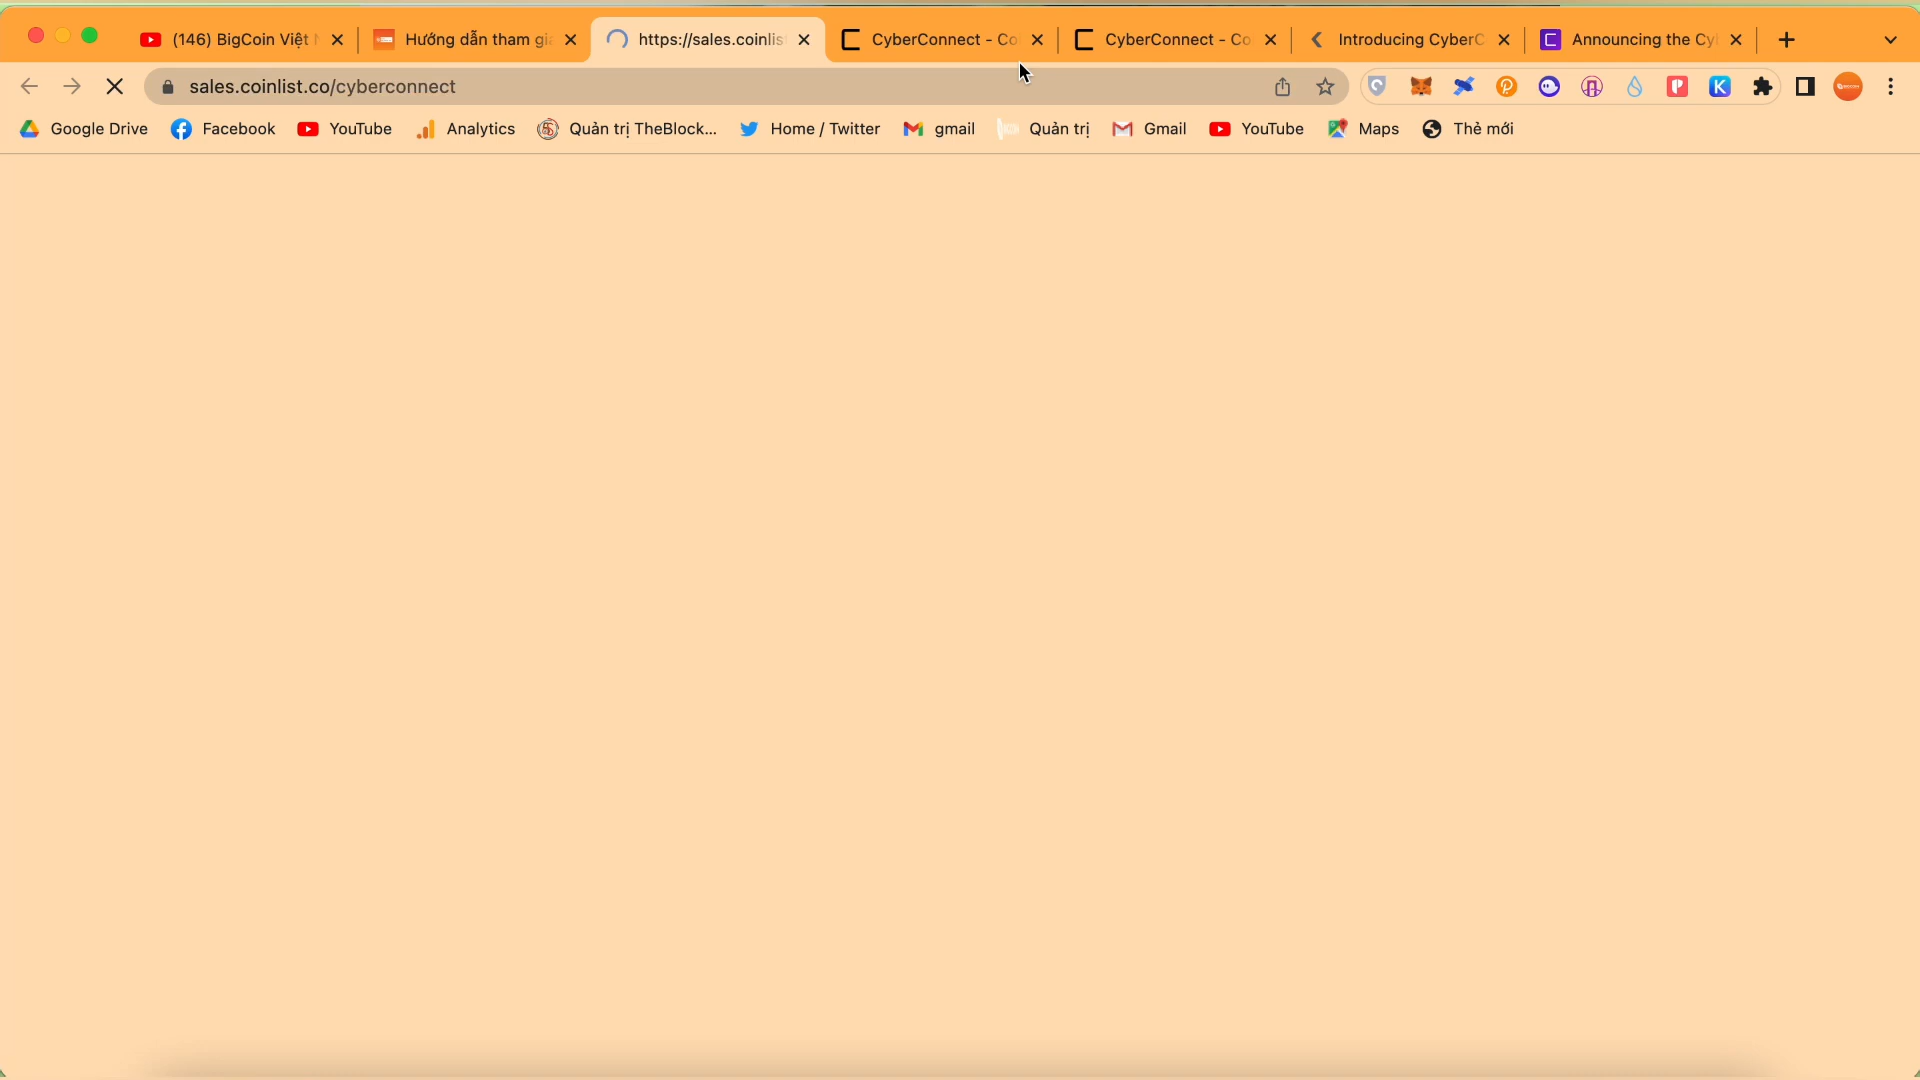 (146) BigCoin Việt
Hướng dẫn tham gia
https://sales.coinlis
CyberConnect - Co
CyberConnect - Co
Introducing CyberC
Announcing the Cy
sales.coinlist.co/cyberconnect
Google Drive
Facebook
YouTube
Analytics
Quản trị TheBlock...
Home / Twitter
gmail
Quản trị
Gmail
YouTube
Maps
Thẻ mới